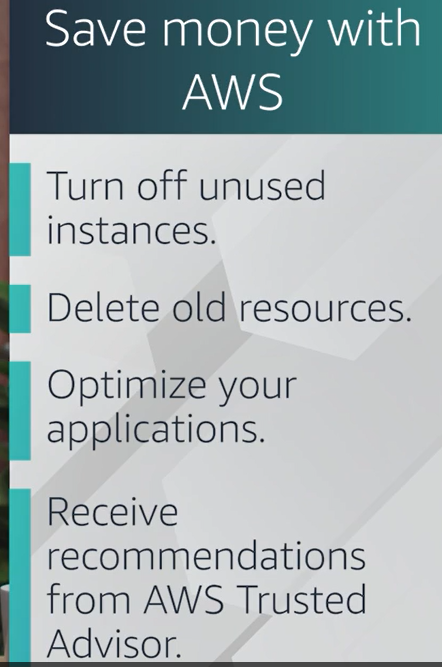 Save money with
AWS
Turn off unused
instances.
Delete old resources.
Optimize your
applications.
Receive
recommendations
from AWS Trusted
Advisor.